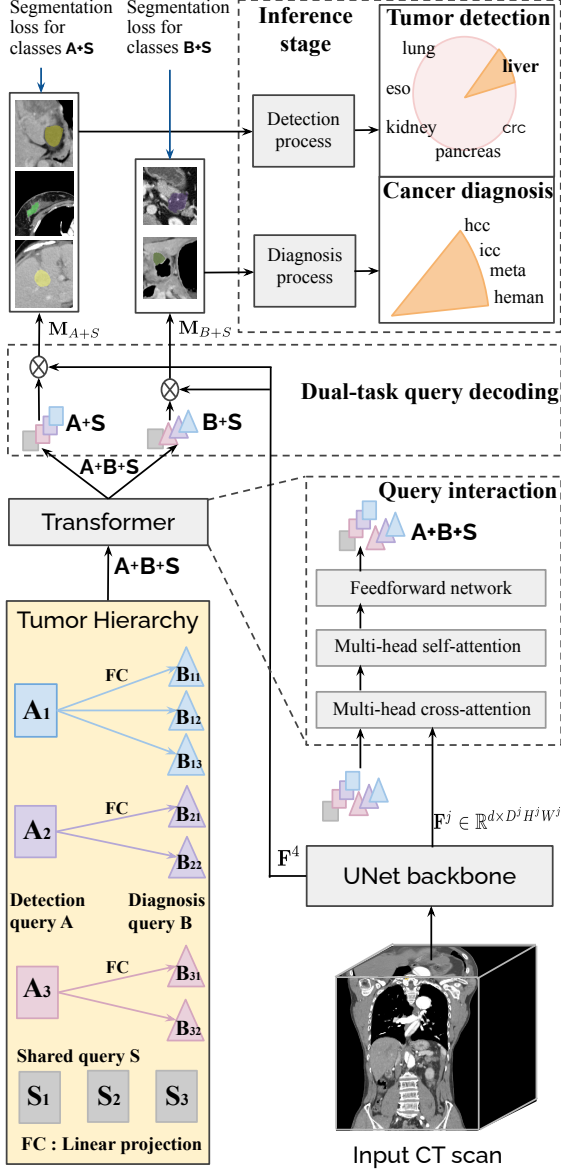 Segmentation
loss for
classes A+S
Segmentation
loss for
classes B+S
Inference
stage
Detection
process
Diagnosis
process
Tumor detection
lung
liver
eso
kidney
crc
pancreas
Cancer diagnosis
hcc
icc
meta
heman
M_{A+S}
M_{B+S}
Dual-task query decoding
A+S
B+S
A+B+S
Transformer
A+B+S
Query interaction
A+B+S
Feedforward network
Multi-head self-attention
Multi-head cross-attention
F^j ∈ ℝ^{d×D^jH^jW^j}
F^4
UNet backbone
Input CT scan
Tumor Hierarchy
A1
FC
B11
B12
B13
A2
FC
B21
B22
Detection
query A
Diagnosis
query B
A3
FC
B31
B32
Shared query S
S1
S2
S3
FC : Linear projection